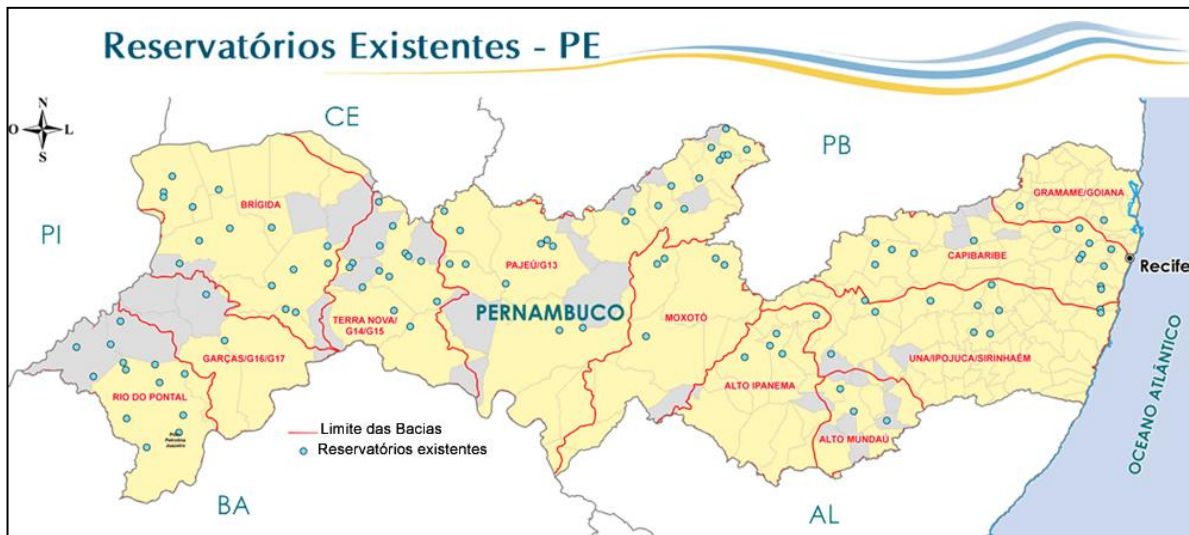 Reservatórios Existentes - PE
N
O L
S
CE
PB
PI
BRÍGIDA
GRAMAME/GOIANA
CAPIBARIBE
Recife
PAJEÚ/G13
PERNAMBUCO
TERRA NOVA/
G14/G15
MOXOTÓ
GARÇAS/G16/G17
UNA/IPOJUCA/SIRINHAÉM
RIO DO PONTAL
ALTO IPANEMA
ALTO MUNDAÚ
Limite das Bacias
Reservatórios existentes
BA
AL
OCEANO ATLÂNTICO